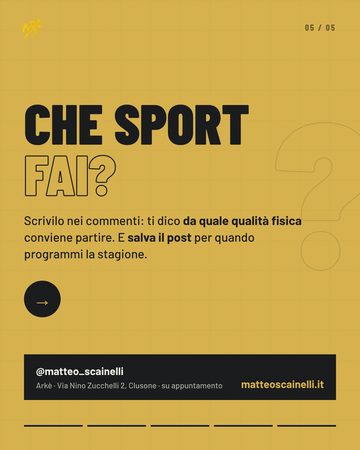 05 / 05
CHE SPORT
FAI?
Scrivilo nei commenti: ti dico da quale qualità fisica
conviene partire. E salva il post per quando
programmi la stagione.
→
@matteo_scainelli
Arkè · Via Nino Zucchelli 2, Clusone · su appuntamento
matteoscainelli.it